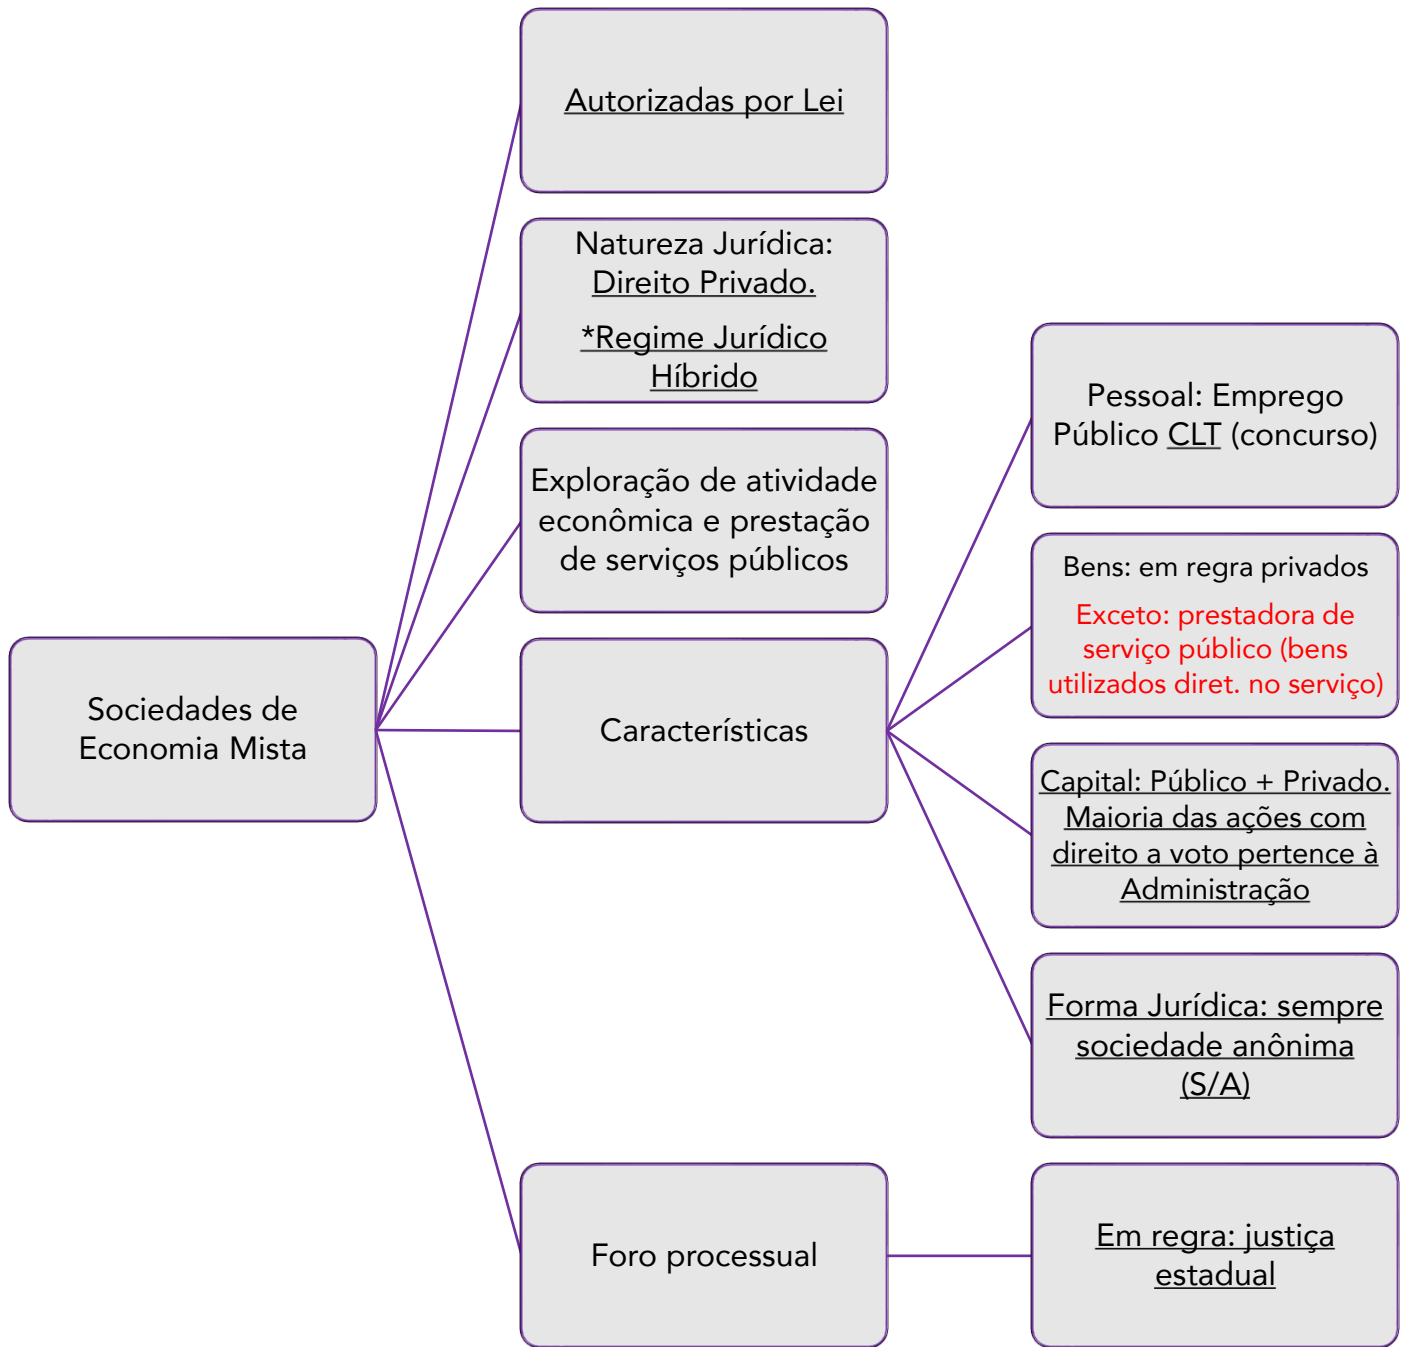 Sociedades de
Economia Mista
Autorizadas por Lei
Natureza Jurídica:
Direito Privado.
*Regime Jurídico
Híbrido
Exploração de atividade
econômica e prestação
de serviços públicos
Características
Pessoal: Emprego
Público CLT (concurso)
Bens: em regra privados
Exceto: prestadora de
serviço público (bens
utilizados diret. no serviço)
Capital: Público + Privado.
Maioria das ações com
direito a voto pertence à
Administração
Forma Jurídica: sempre
sociedade anônima
(S/A)
Foro processual
Em regra: justiça
estadual